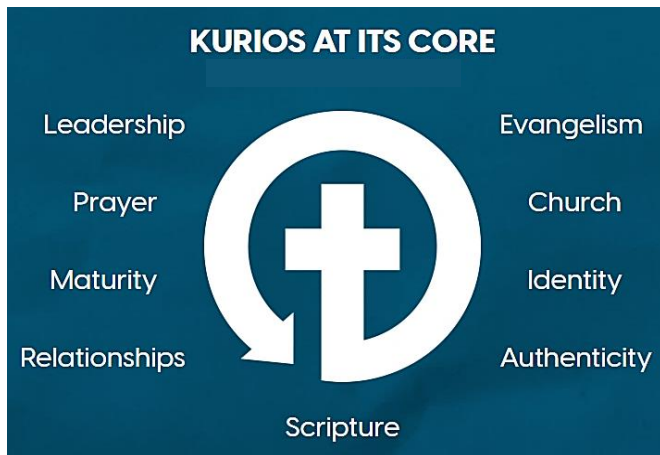 KURIOS AT ITS CORE
Leadership
Evangelism
Prayer
Church
Maturity
Identity
Relationships
Authenticity
Scripture